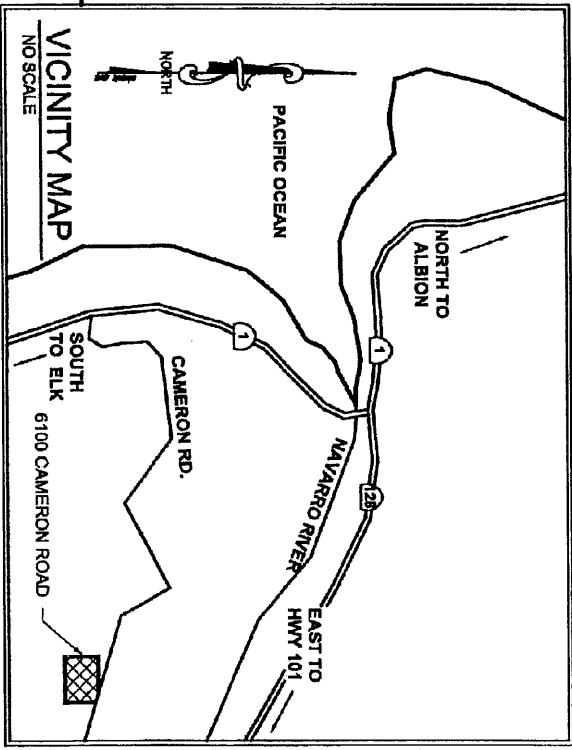 NORTH TO
ALBION
1
128
EAST TO
HWY 101
PACIFIC OCEAN
NORTH
NAVARRO RIVER
1
CAMERON RD.
SOUTH
TO ELK
6100 CAMERON ROAD
VICINITY MAP
NO SCALE